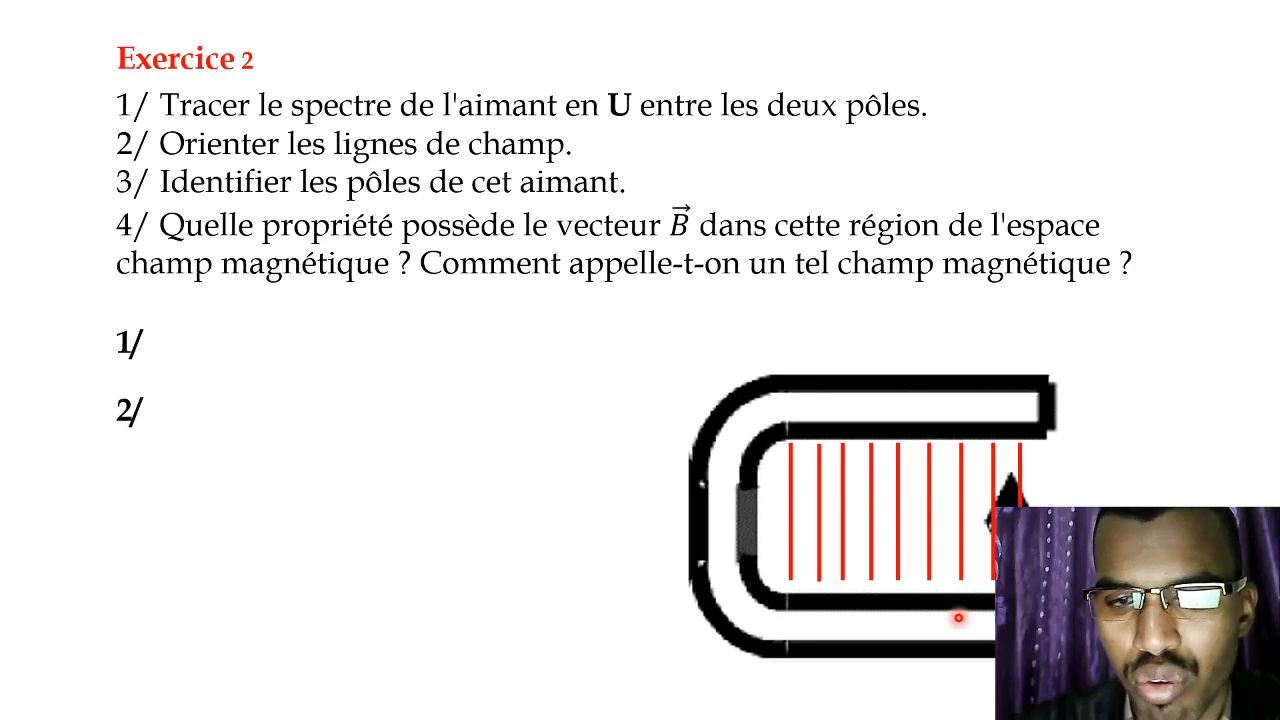 Exercice 2
1/ Tracer le spectre de l'aimant en U entre les deux pôles.
2/ Orienter les lignes de champ.
3/ Identifier les pôles de cet aimant.
4/ Quelle propriété possède le vecteur \vec{B} dans cette région de l'espace
champ magnétique ? Comment appelle-t-on un tel champ magnétique ?
1/
2/